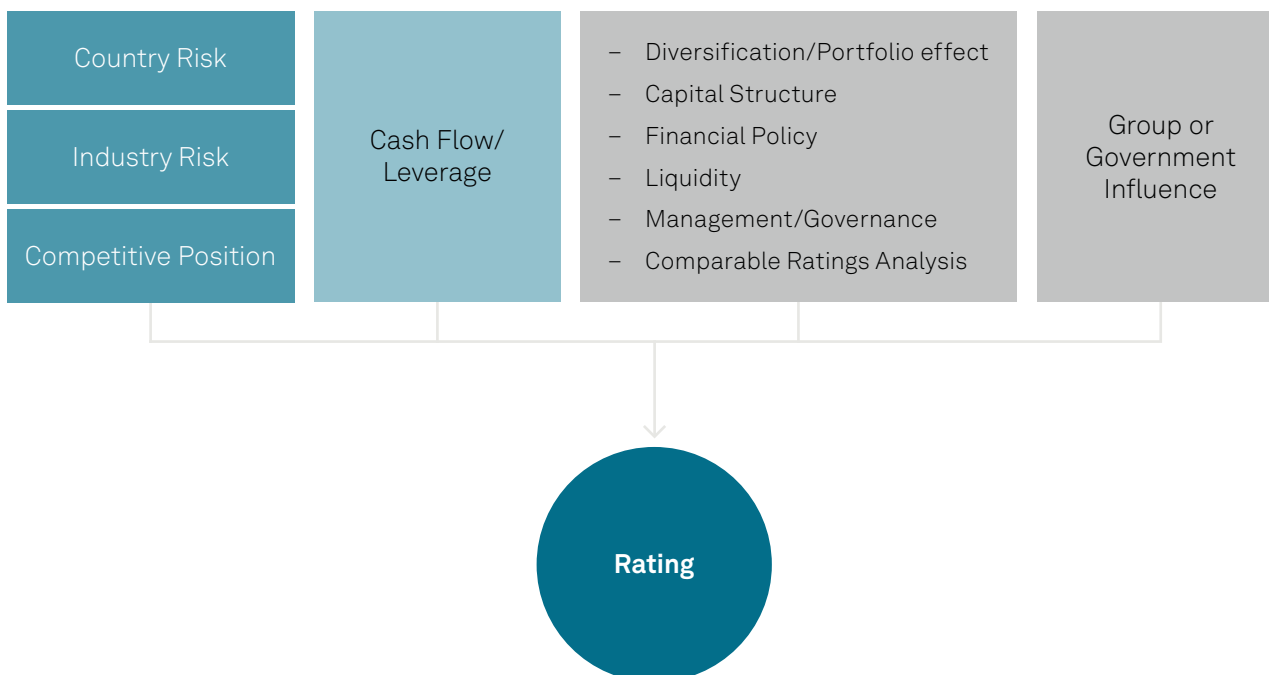 Country Risk
Industry Risk
Competitive Position
Cash Flow/
Leverage
– Diversification/Portfolio effect
– Capital Structure
– Financial Policy
– Liquidity
– Management/Governance
– Comparable Ratings Analysis
Group or
Government
Influence
Rating